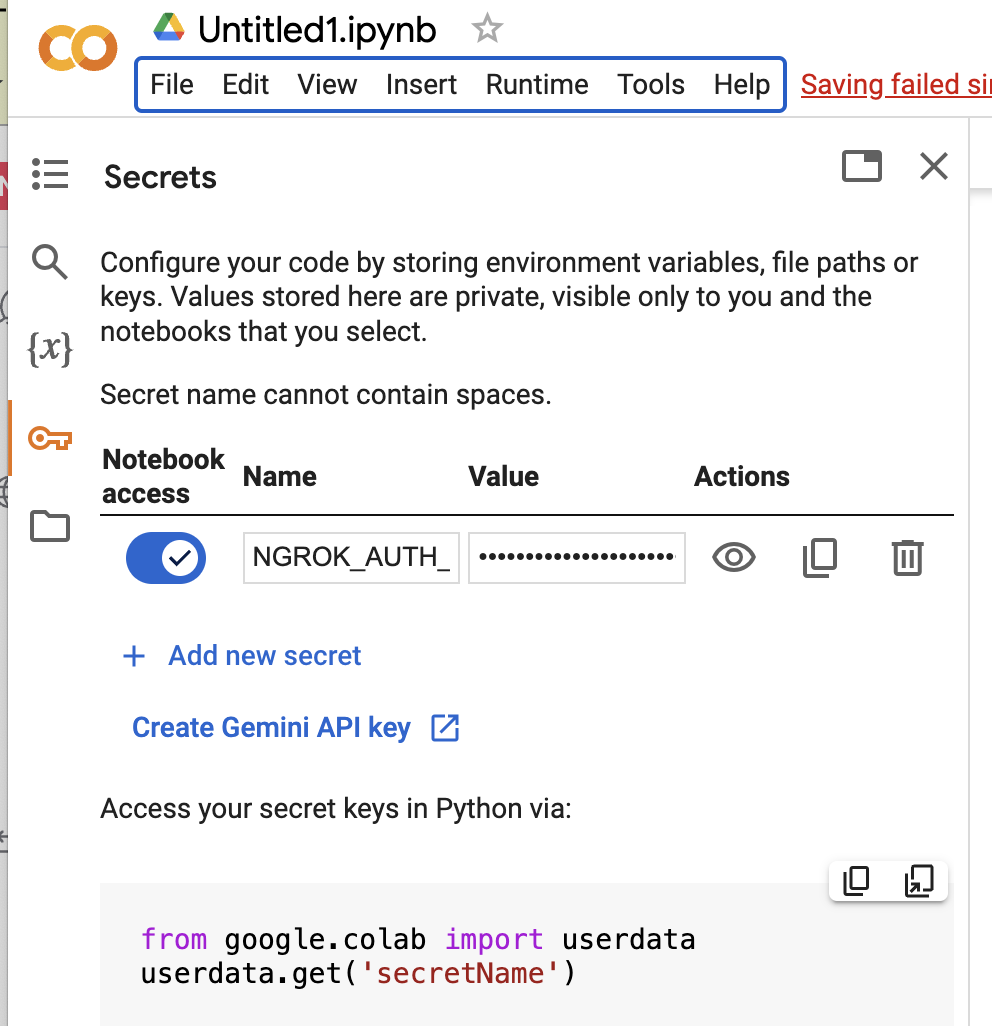 Untitled1.ipynb
File Edit View Insert Runtime Tools Help Saving failed
Secrets
Configure your code by storing environment variables, file paths or
keys. Values stored here are private, visible only to you and the
notebooks that you select.
Secret name cannot contain spaces.
Notebook
access
Name Value Actions
NGROK_AUTH_ ••••••••••••••••••••
+ Add new secret
Create Gemini API key
Access your secret keys in Python via:
from google.colab import userdata
userdata.get('secretName')